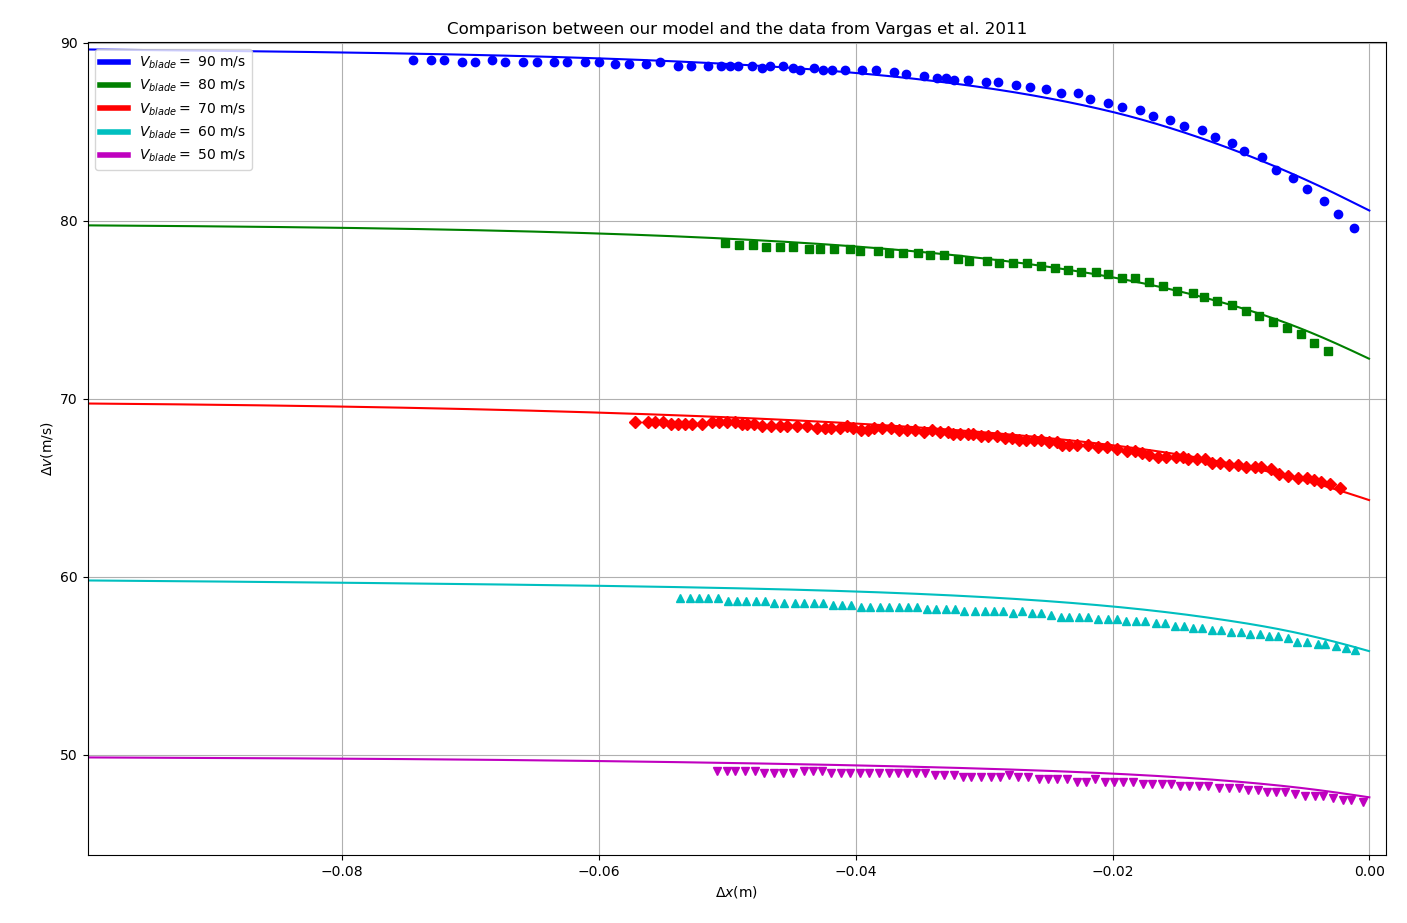 Comparison between our model and the data from Vargas et al. 2011
V_blade = 90 m/s
V_blade = 80 m/s
V_blade = 70 m/s
V_blade = 60 m/s
V_blade = 50 m/s
90
80
70
60
50
Δv(m/s)
−0.08 −0.06 −0.04 −0.02 0.00
Δx(m)